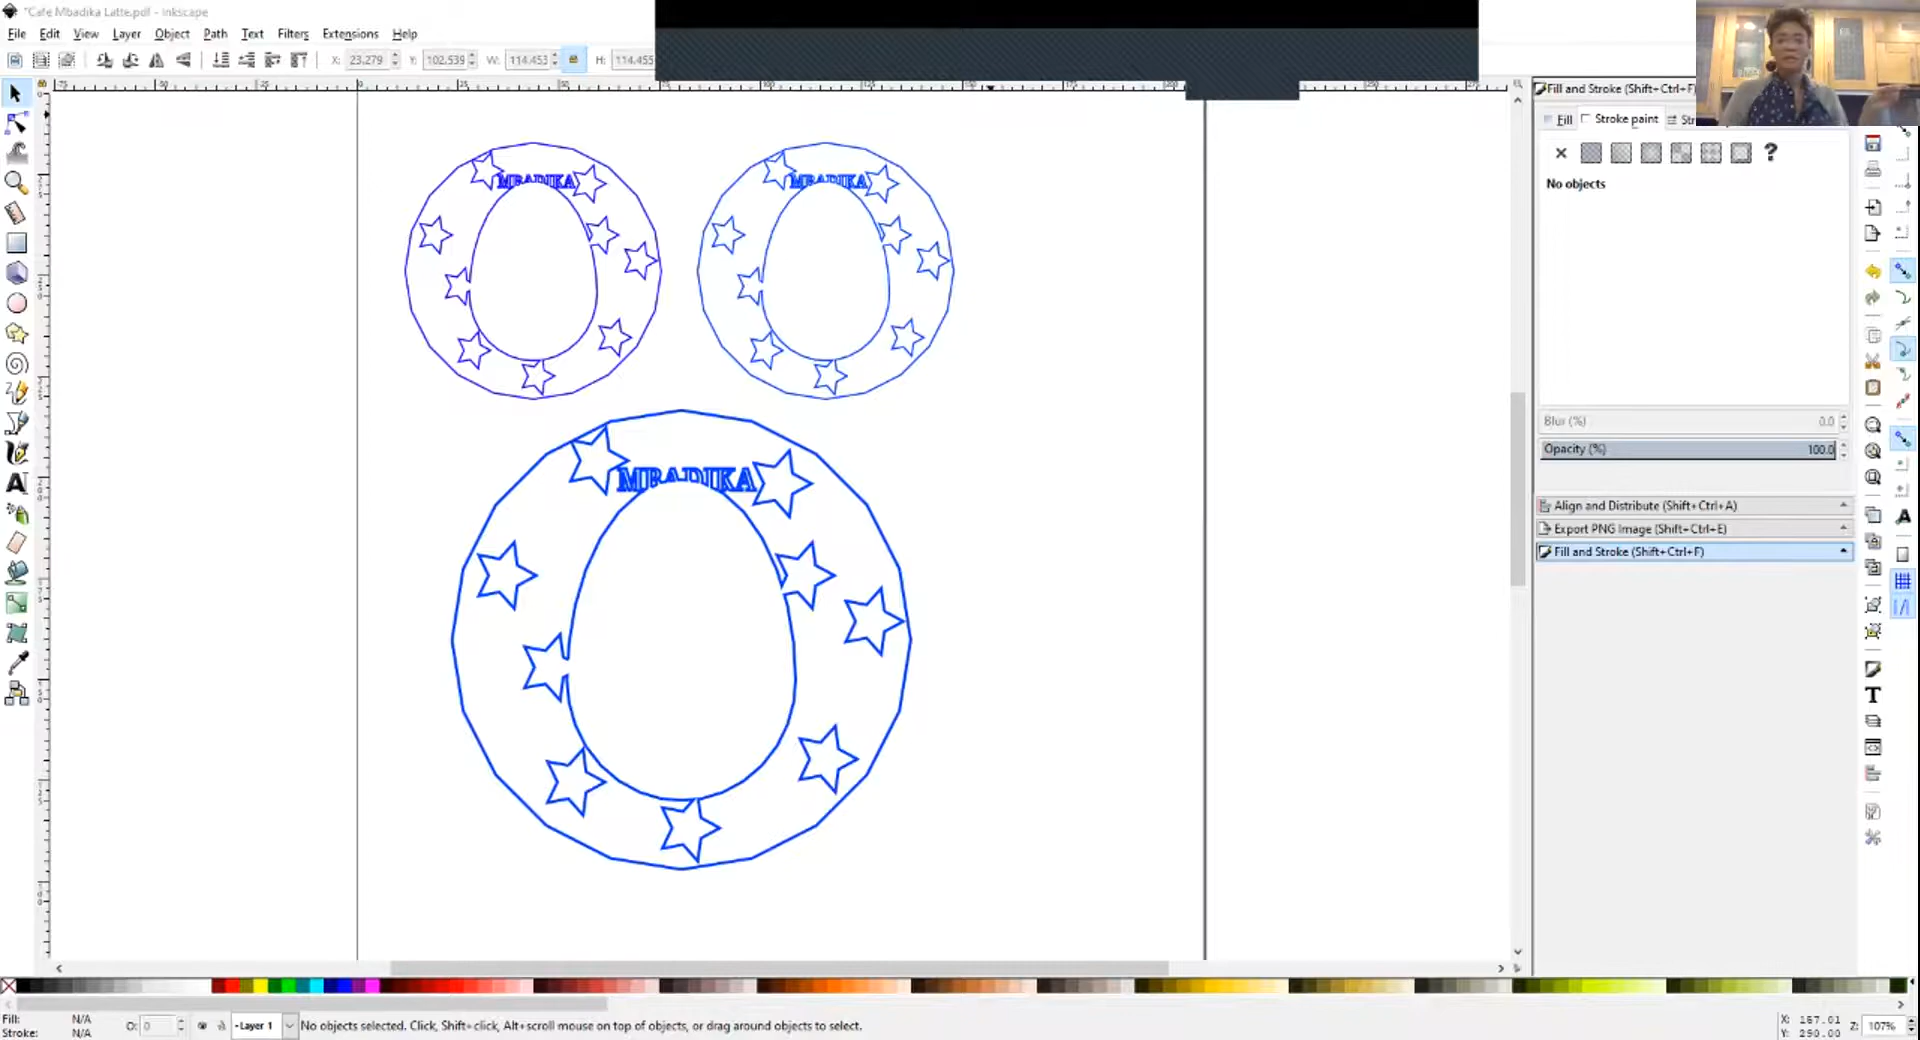 *Cafe Mbadika Latte.pdf - Inkscape
File Edit View Layer Object Path Text Filters Extensions Help
X: 23.279 Y: 102.539 W: 114.453 H: 114.455
Fill and Stroke (Shift+Ctrl+F)
Fill Stroke paint
No objects
MBADIKA
MBADIKA
MBADIKA
Blur (%) 0.0
Opacity (%) 100.0
Align and Distribute (Shift+Ctrl+A)
Export PNG Image (Shift+Ctrl+E)
Fill and Stroke (Shift+Ctrl+F)
Fill: N/A
Stroke: N/A
O: 0
-Layer 1
No objects selected. Click, Shift+click, Alt+scroll mouse on top of objects, or drag around objects to select.
X: 167.01
Y: 290.00
Z: 107%